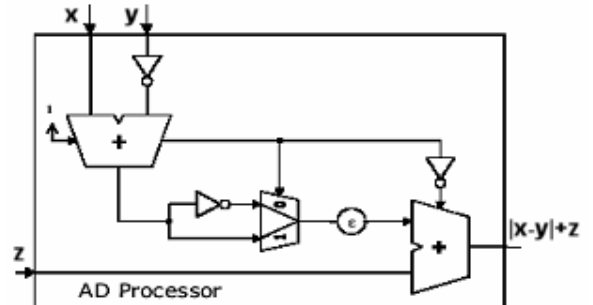 x y
1
+
0
1
ε
+
|x-y|+z
z
AD Processor